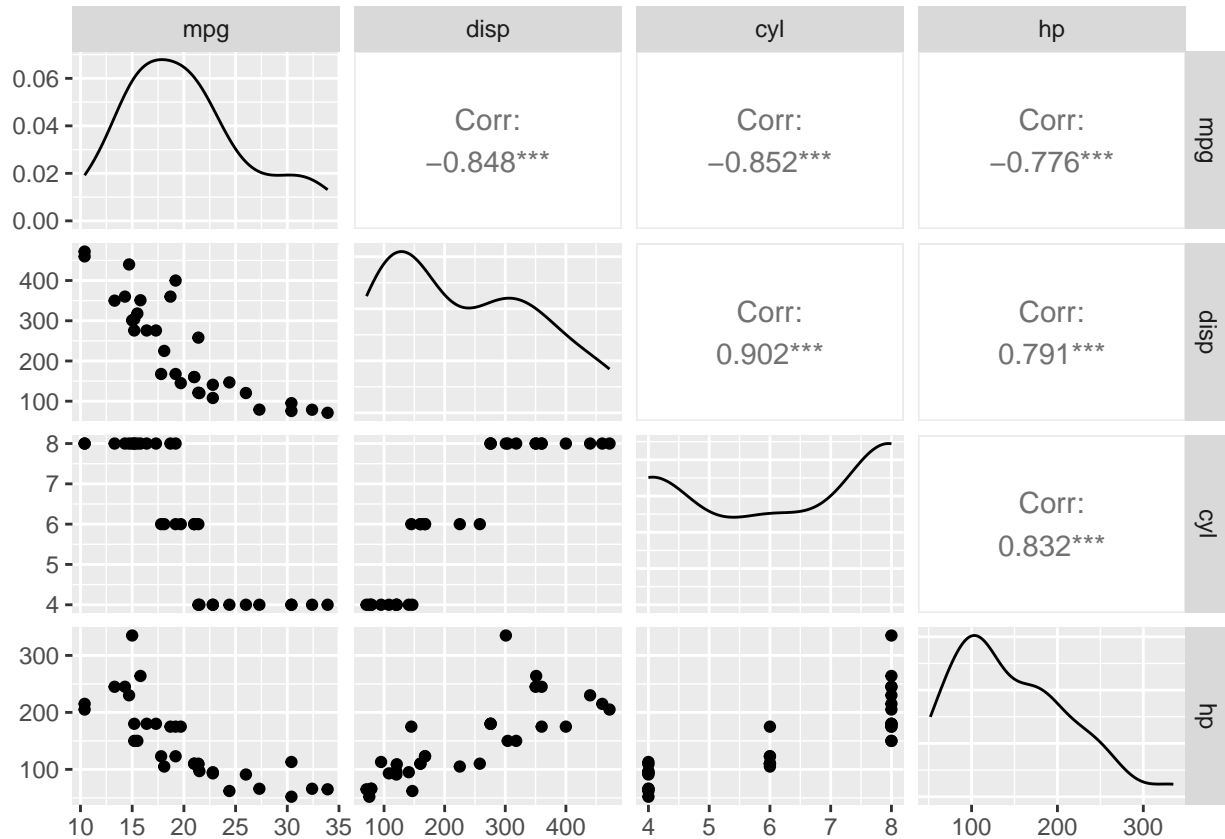 mpg disp cyl hp
0.06
0.04
0.02
0.00
Corr:
−0.848***
Corr:
−0.852***
Corr:
−0.776***
mpg
400
300
200
100
Corr:
0.902***
Corr:
0.791***
disp
8
7
6
5
4
Corr:
0.832***
cyl
300
200
100
hp
10 15 20 25 30 35 100 200 300 400 4 5 6 7 8 100 200 300